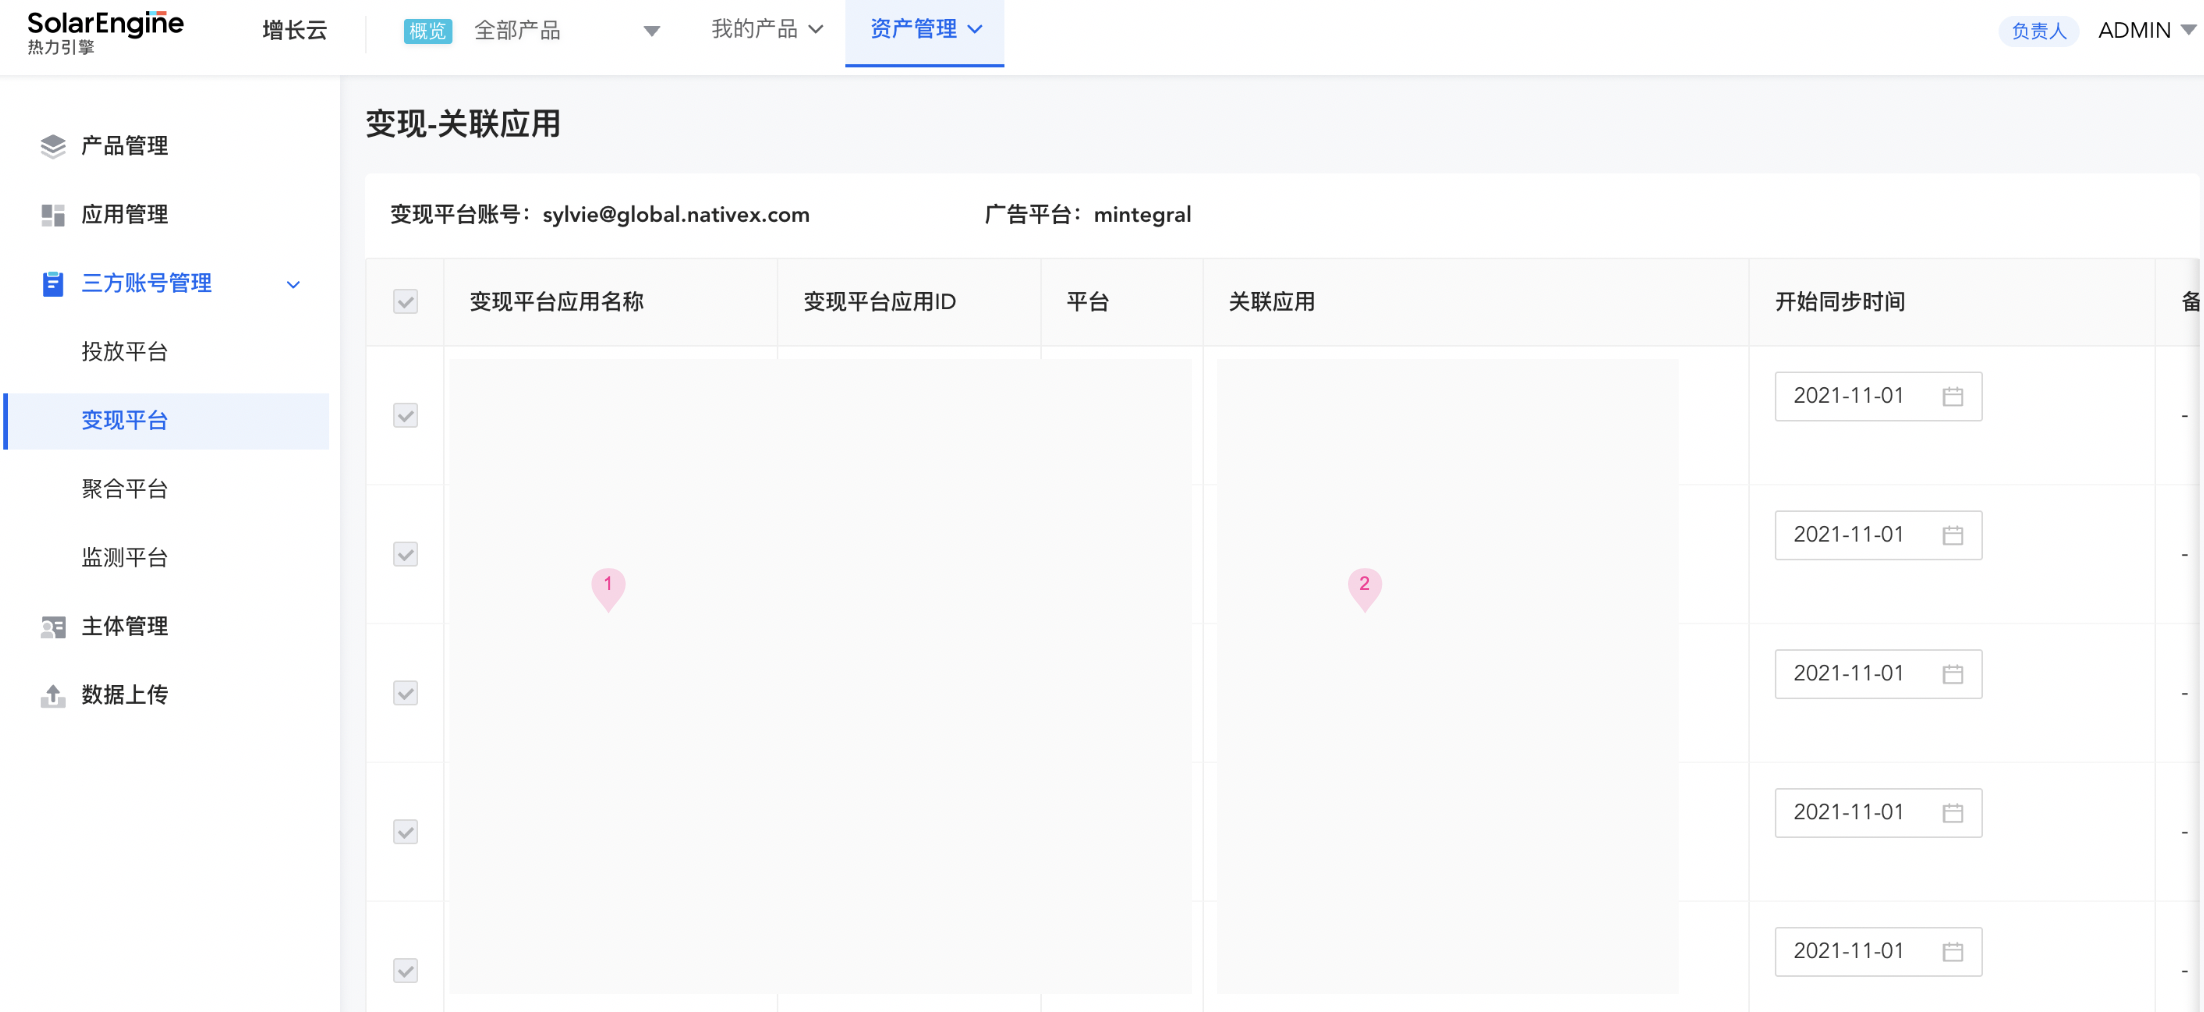 SolarEngine
热力引擎
增长云
概览 全部产品
我的产品
资产管理
负责人
ADMIN
产品管理
应用管理
三方账号管理
投放平台
变现平台
聚合平台
监测平台
主体管理
数据上传
变现-关联应用
变现平台账号：sylvie@global.nativex.com
广告平台：mintegral
变现平台应用名称 变现平台应用ID 平台 关联应用 开始同步时间 备
2021-11-01 -
2021-11-01 -
1 2
2021-11-01 -
2021-11-01 -
2021-11-01 -